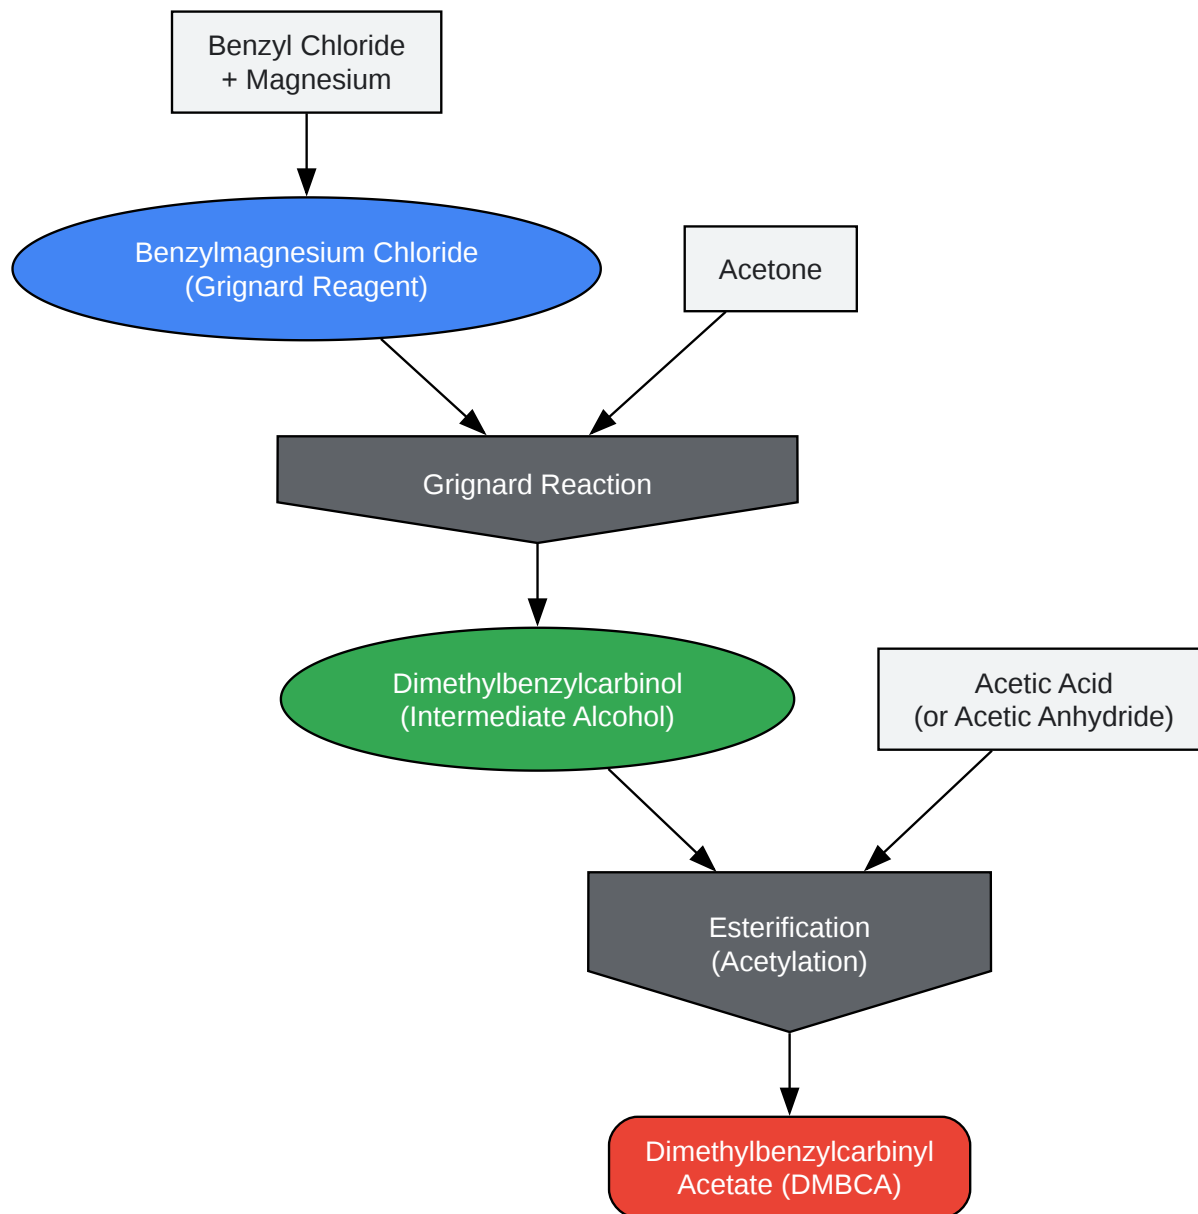 Benzyl Chloride
+ Magnesium
Benzylmagnesium Chloride
(Grignard Reagent)
Acetone
Grignard Reaction
Dimethylbenzylcarbinol
(Intermediate Alcohol)
Acetic Acid
(or Acetic Anhydride)
Esterification
(Acetylation)
Dimethylbenzylcarbinyl
Acetate (DMBCA)